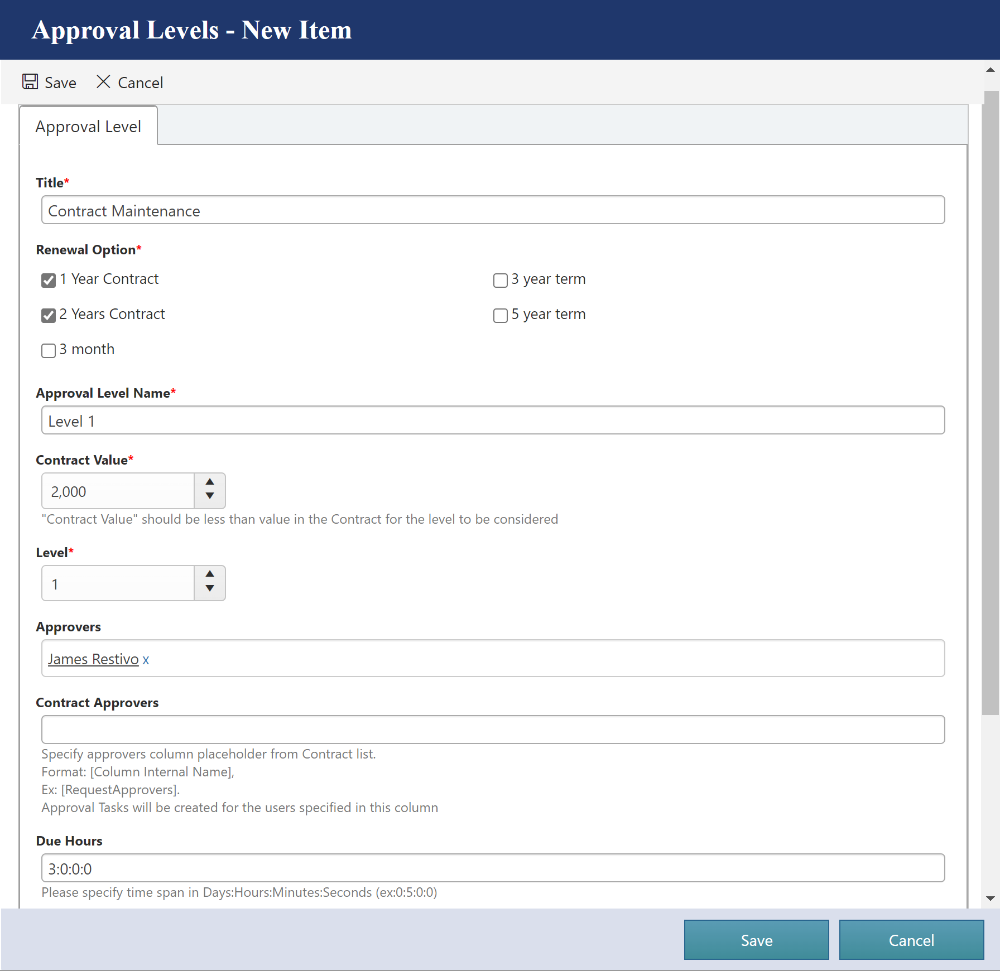 Approval Levels - New Item
Save Cancel
Approval Level
Title*
Contract Maintenance
Renewal Option*
1 Year Contract 3 year term
2 Years Contract 5 year term
3 month
Approval Level Name*
Level 1
Contract Value*
2,000
"Contract Value" should be less than value in the Contract for the level to be considered
Level*
1
Approvers
James Restivo x
Contract Approvers
Specify approvers column placeholder from Contract list.
Format: [Column Internal Name],
Ex: [RequestApprovers].
Approval Tasks will be created for the users specified in this column
Due Hours
3:0:0:0
Please specify time span in Days:Hours:Minutes:Seconds (ex:0:5:0:0)
Save Cancel